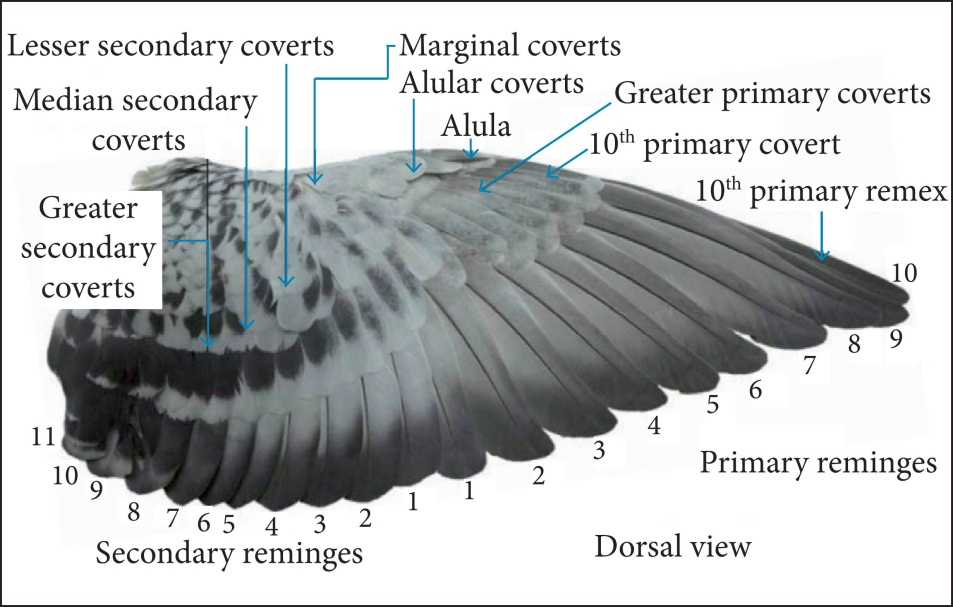 Lesser secondary coverts
Marginal coverts
Alular coverts
Median secondary
coverts
Greater primary coverts
Alula
10th primary covert
10th primary remex
Greater
secondary
coverts
10
9
8
7
6
5
4
3
2
1
11
10
9
8
7
6
5
4
3
2
1
Primary reminges
Secondary reminges
Dorsal view